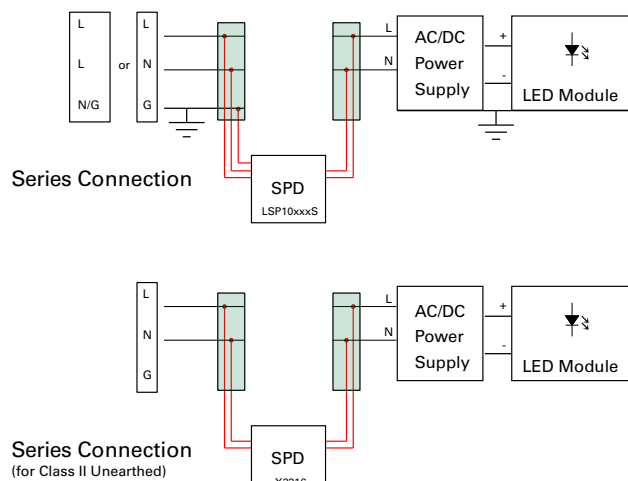 L
L
N/G
or
L
N
G
L
N
AC/DC
Power
Supply
+
-
LED Module
Series Connection
SPD
LSP10xxxS
L
N
G
L
N
AC/DC
Power
Supply
+
-
LED Module
Series Connection
(for Class II Unearthed)
SPD